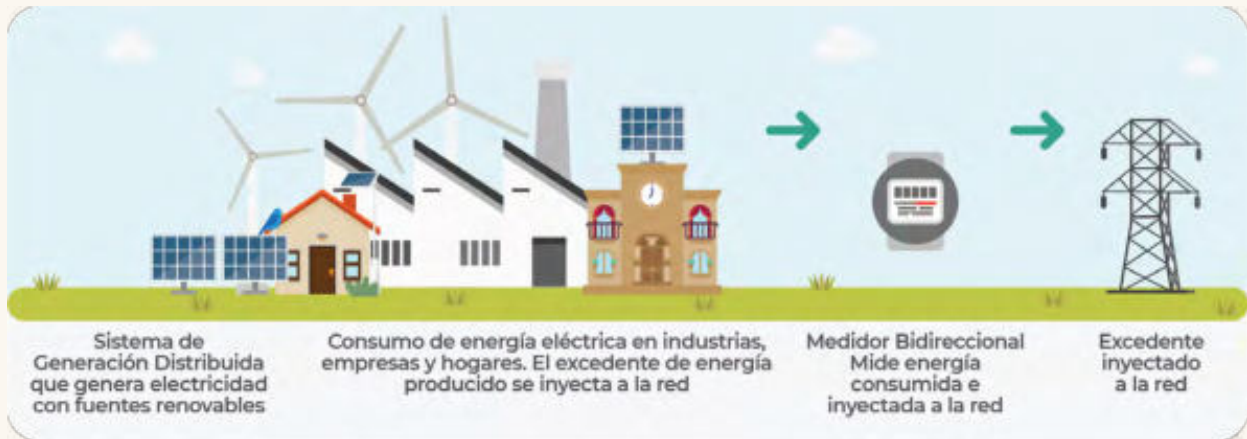 Sistema de
Generación Distribuida
que genera electricidad
con fuentes renovables
Consumo de energía eléctrica en industrias,
empresas y hogares. El excedente de energía
producido se inyecta a la red
Medidor Bidireccional
Mide energía
consumida e
inyectada a la red
Excedente
inyectado
a la red